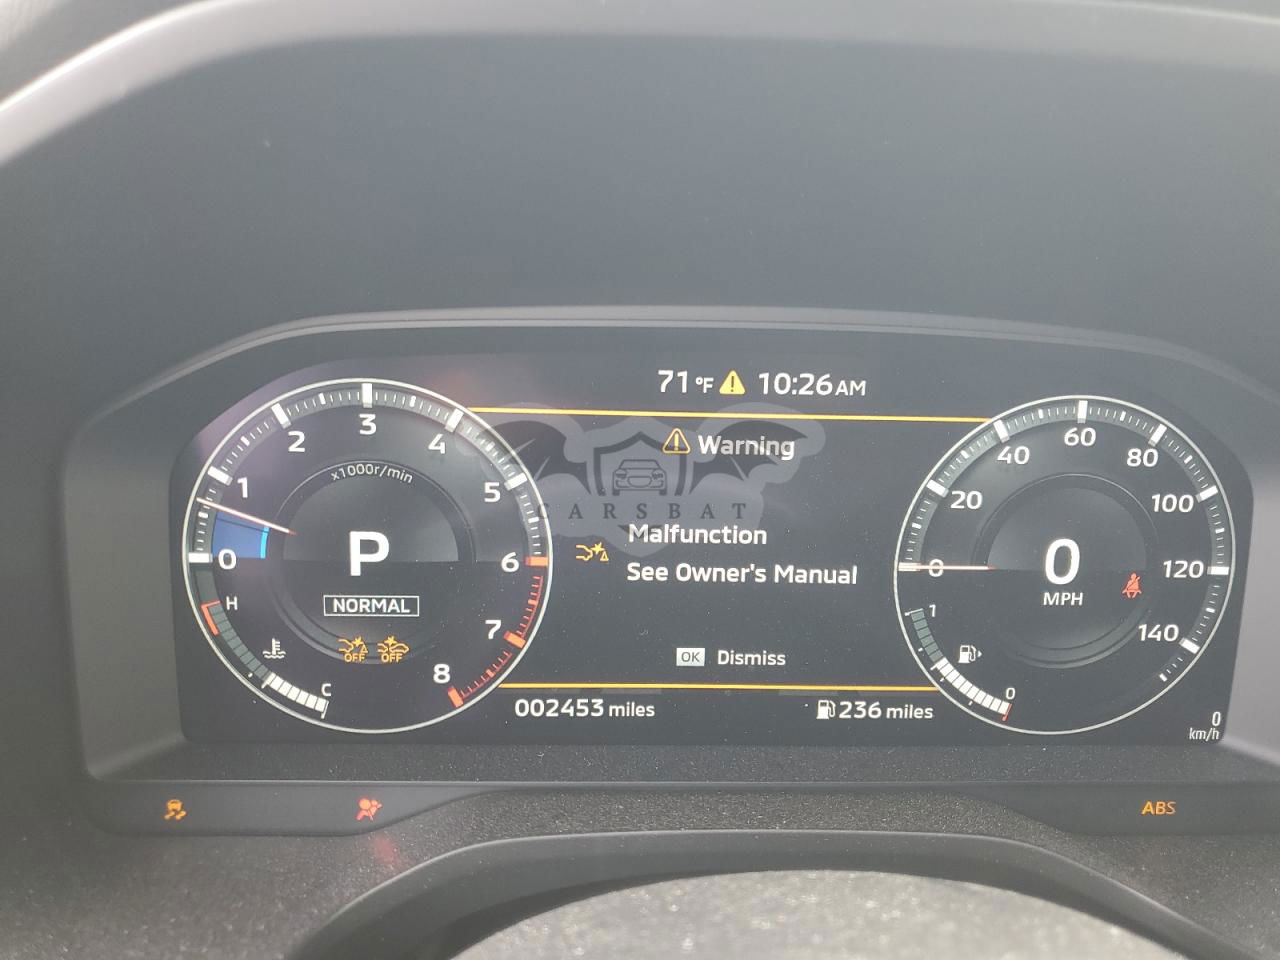 71 °F 10:26 AM
Warning
Malfunction
See Owner's Manual
OK Dismiss
002453 miles
236 miles
0
1
2
3
4
5
6
7
8
x1000r/min
P
NORMAL
H
C
OFF OFF
0
20
40
60
80
100
120
140
0
MPH
1
0
0
km/h
CARSBAT
ABS